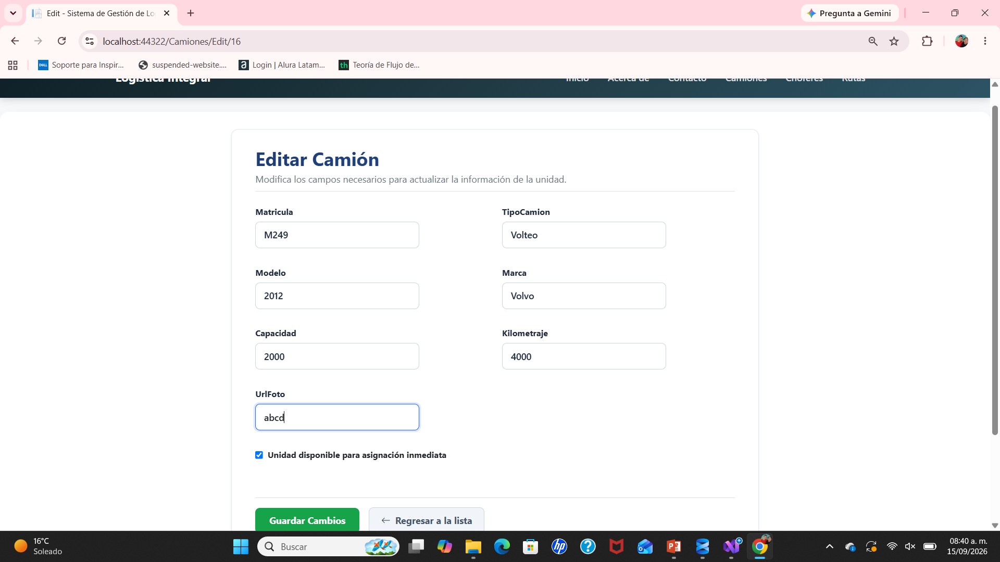 Edit - Sistema de Gestión de Lo
Pregunta a Gemini
localhost:44322/Camiones/Edit/16
DELL Soporte para Inspir...
suspended-website....
a Login | Alura Latam...
th Teoría de Flujo de...
Logística Integral
Inicio Acerca de Contacto Camiones Choferes Rutas
Editar Camión
Modifica los campos necesarios para actualizar la información de la unidad.
Matricula TipoCamion
M249 Volteo
Modelo Marca
2012 Volvo
Capacidad Kilometraje
2000 4000
UrlFoto
abcd
Unidad disponible para asignación inmediata
Guardar Cambios
← Regresar a la lista
16°C
Soleado
Buscar
hp
08:40 a. m.
15/09/2026